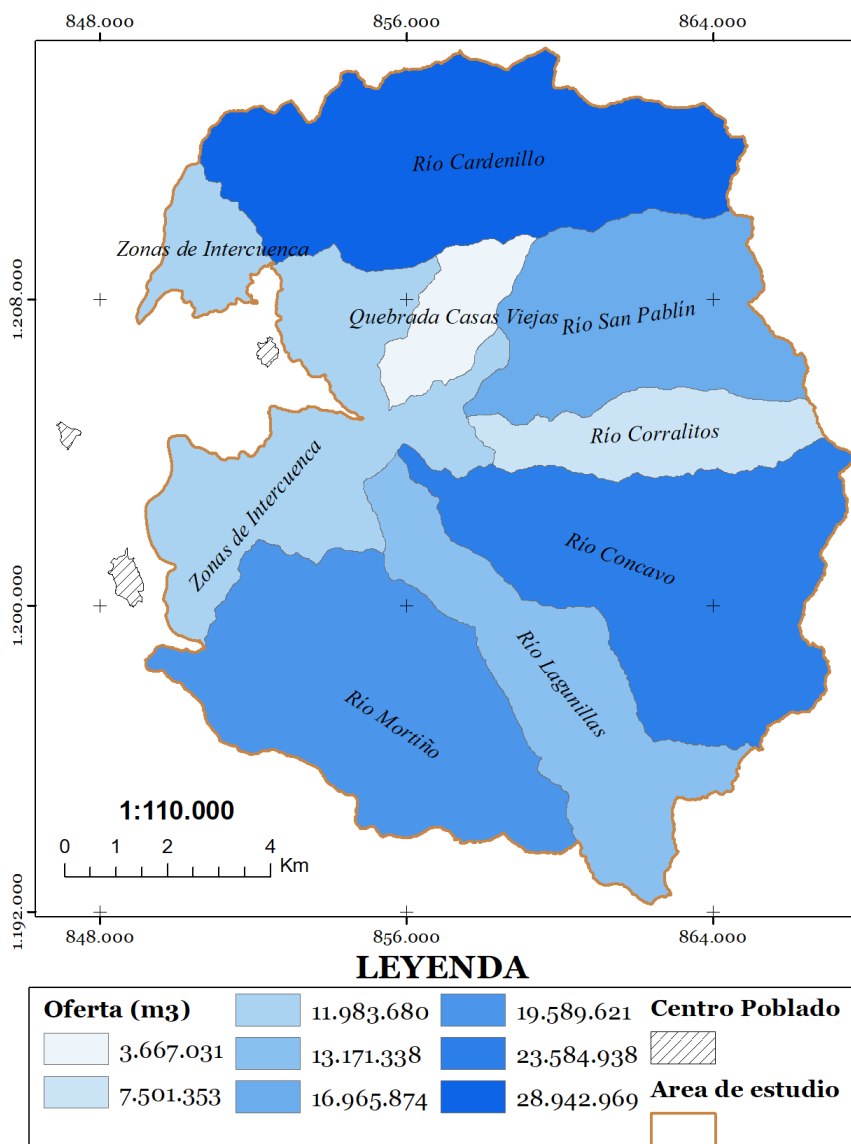 848.000 856.000 864.000
Río Cardenillo
Zonas de Intercuenca
1.208.000
Quebrada Casas Viejas
Río San Pablín
Río Corralitos
Zonas de Intercuenca
Río Concavo
1.200.000
Río Lagunillas
Río Mortiño
1:110.000
0 1 2 4
Km
1.192.000
848.000 856.000 864.000
LEYENDA
Oferta (m3) 11.983.680 19.589.621 Centro Poblado
3.667.031 13.171.338 23.584.938
7.501.353 16.965.874 28.942.969 Area de estudio